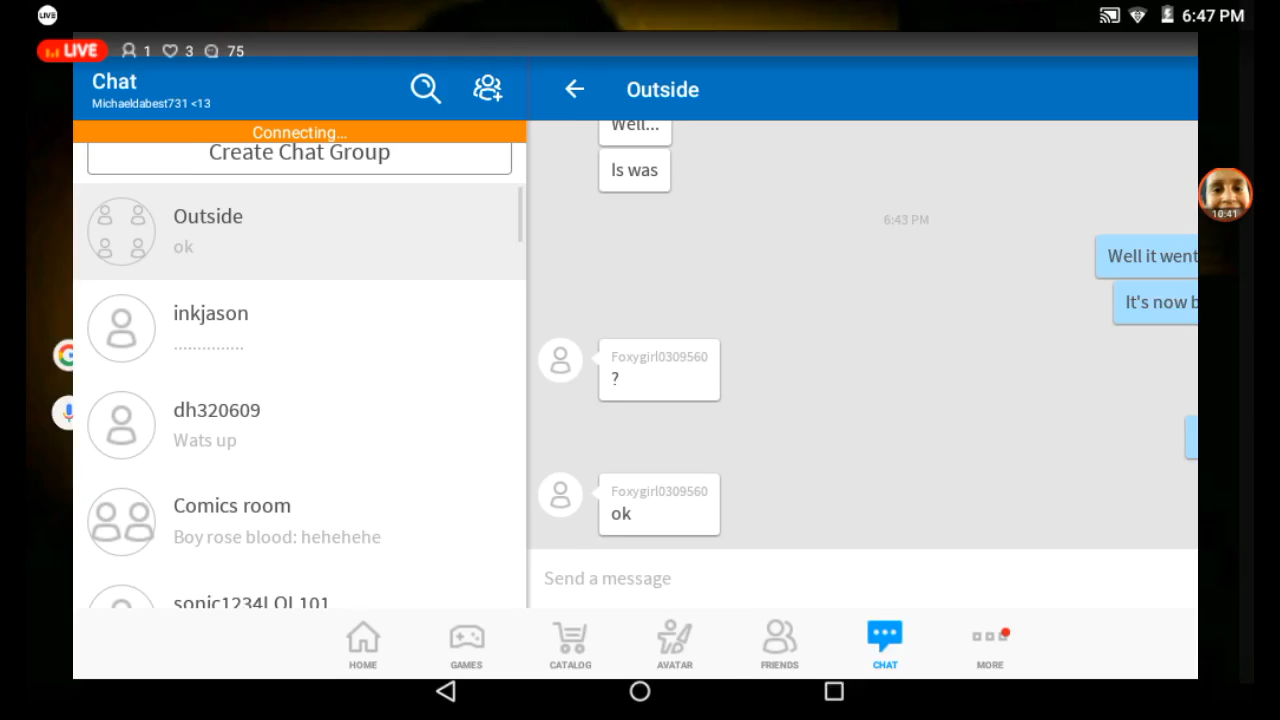 LIVE
6:47 PM
LIVE 1 3 75
Chat
Michaeldabest731 <13
Connecting...
Create Chat Group
Outside
ok
inkjason
...............
dh320609
Wats up
Comics room
Boy rose blood: hehehehe
sonic1234LOL101
Outside
Well...
Is was
6:43 PM
Well it went
It's now b
Foxygirl0309560
?
Foxygirl0309560
ok
Send a message
10:41
HOME
GAMES
CATALOG
AVATAR
FRIENDS
CHAT
MORE